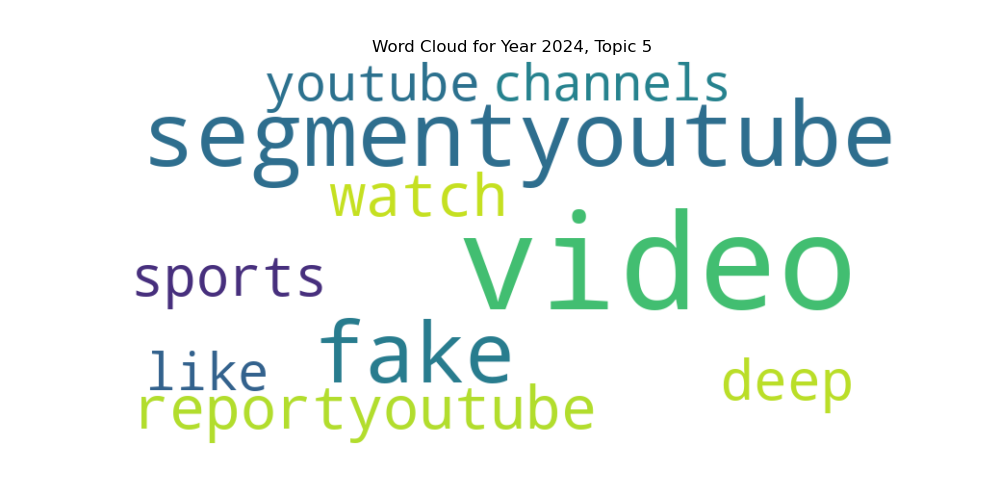 Word Cloud for Year 2024, Topic 5
youtube channels
segmentyoutube
watch
video
sports
fake
like
deep
reportyoutube